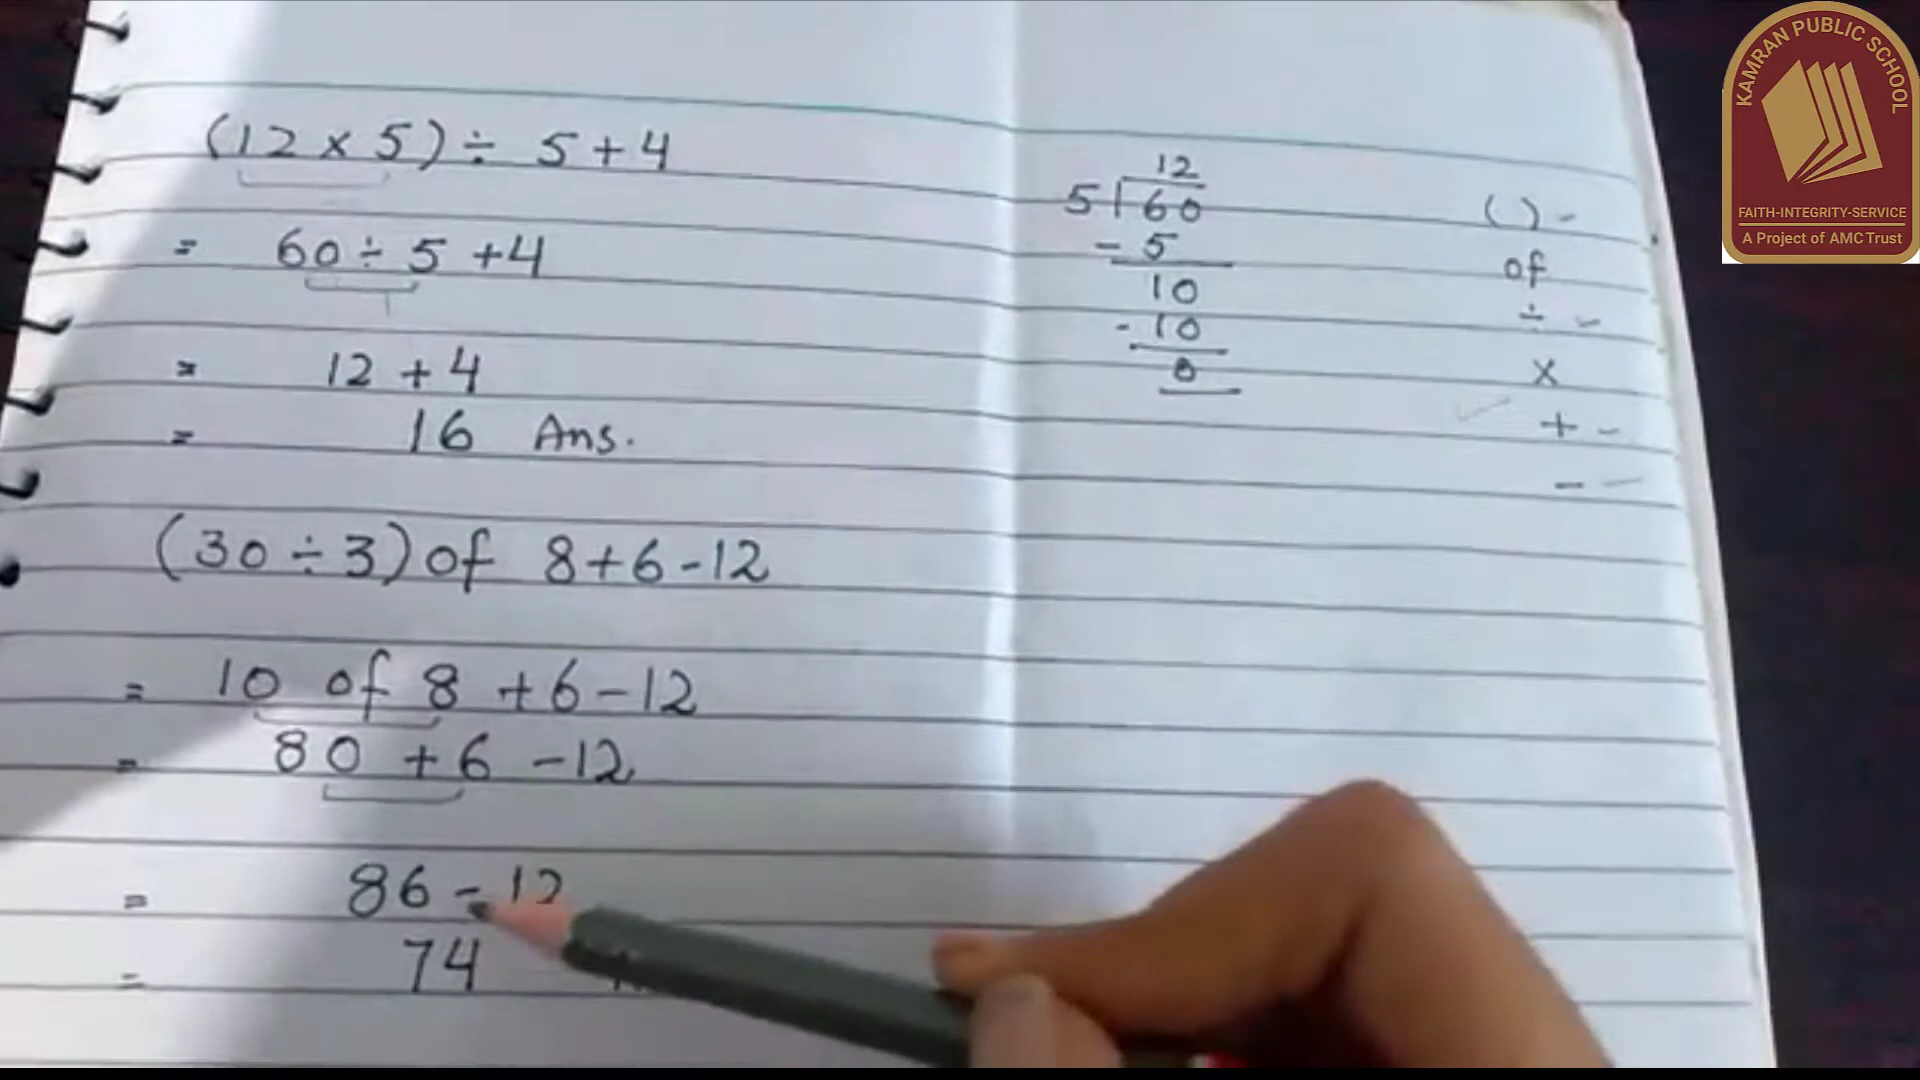 (12 × 5) ÷ 5 + 4
= 60 ÷ 5 + 4
= 12 + 4
= 16 Ans.
(30 ÷ 3) of 8 + 6 - 12
= 10 of 8 + 6 - 12
= 80 + 6 - 12
= 86 - 12
= 74
12
5 60
- 5
10
- 10
0
( ) -
of
÷ ✓
×
+ -
- -
KAMRAN PUBLIC SCHOOL
FAITH-INTEGRITY-SERVICE
A Project of AMC Trust